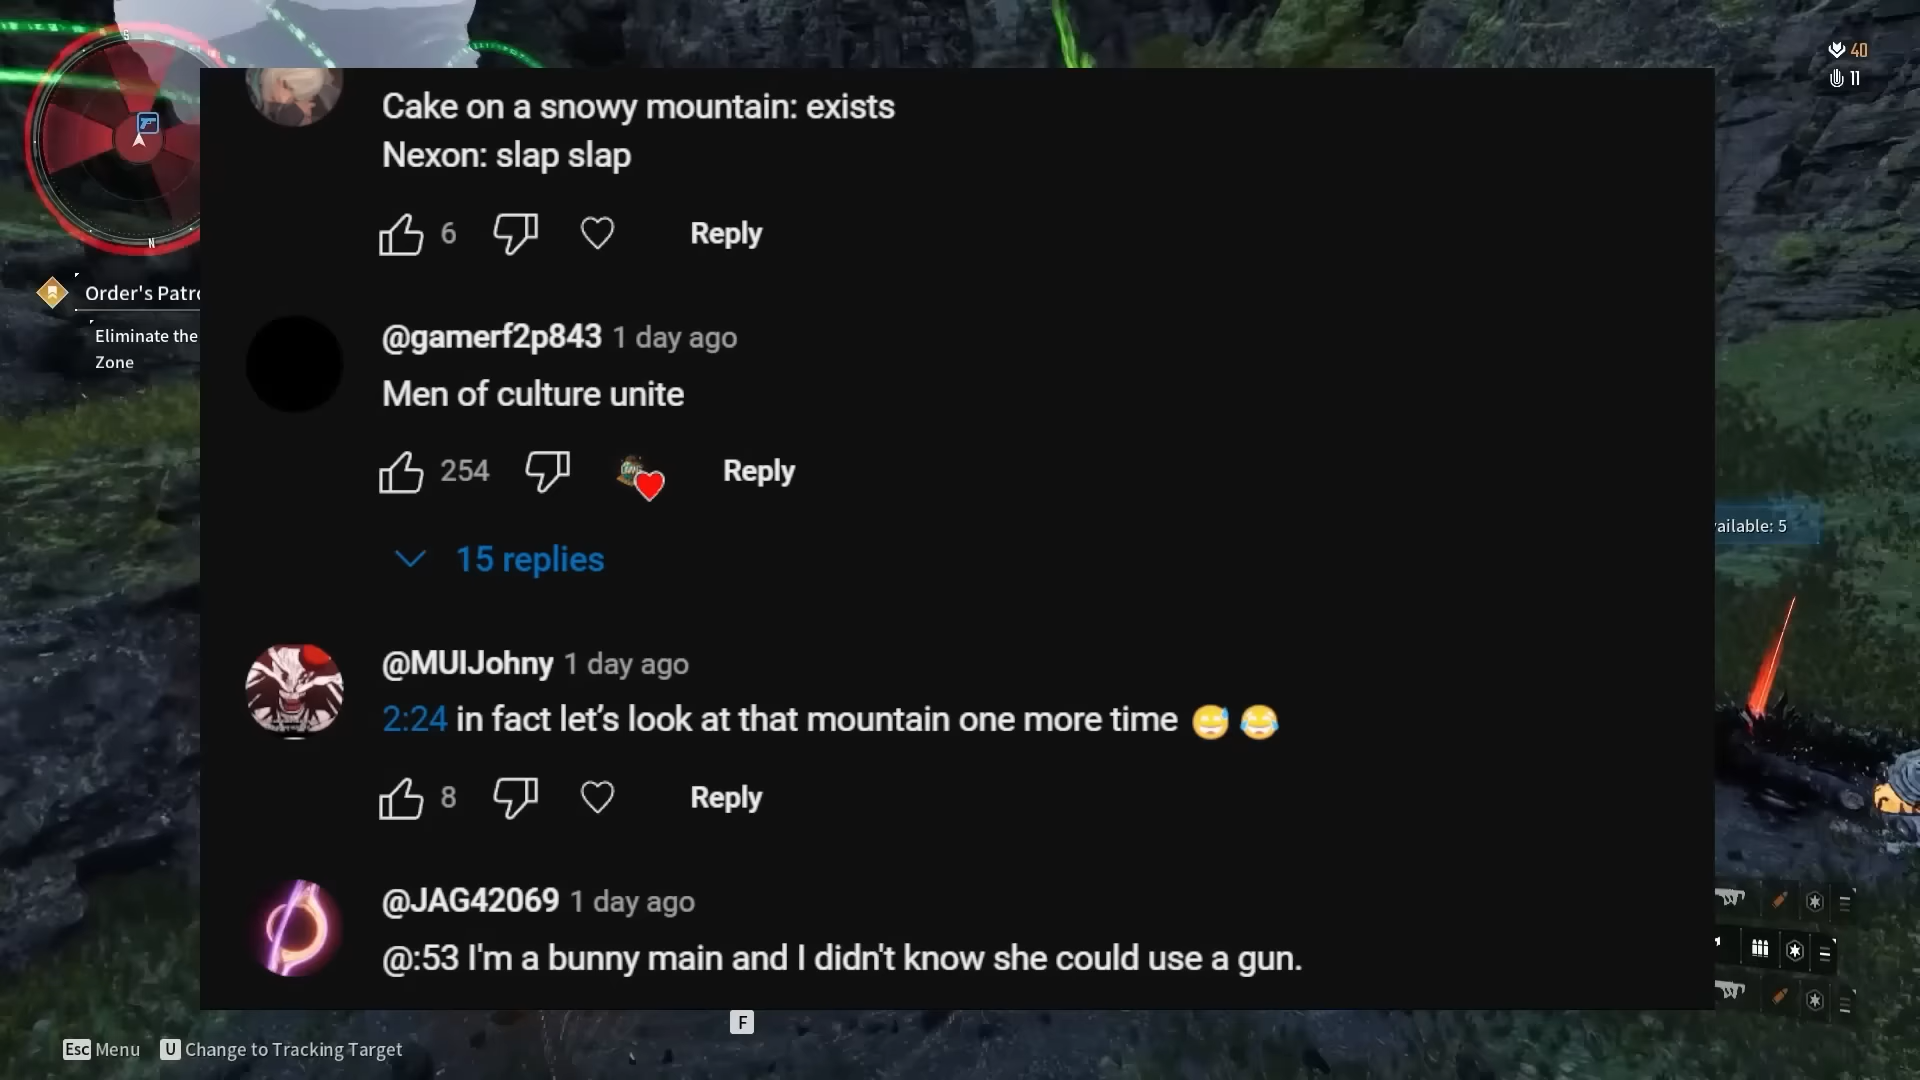 S
40
11
N
Order's Patro
Eliminate the
Zone
Cake on a snowy mountain: exists
Nexon: slap slap
6 Reply
@gamerf2p843 1 day ago
Men of culture unite
254 Reply
15 replies
@MUIJohny 1 day ago
2:24 in fact let's look at that mountain one more time 😅 😂
8 Reply
@JAG42069 1 day ago
@:53 I'm a bunny main and I didn't know she could use a gun.
vailable: 5
F
Esc Menu U Change to Tracking Target